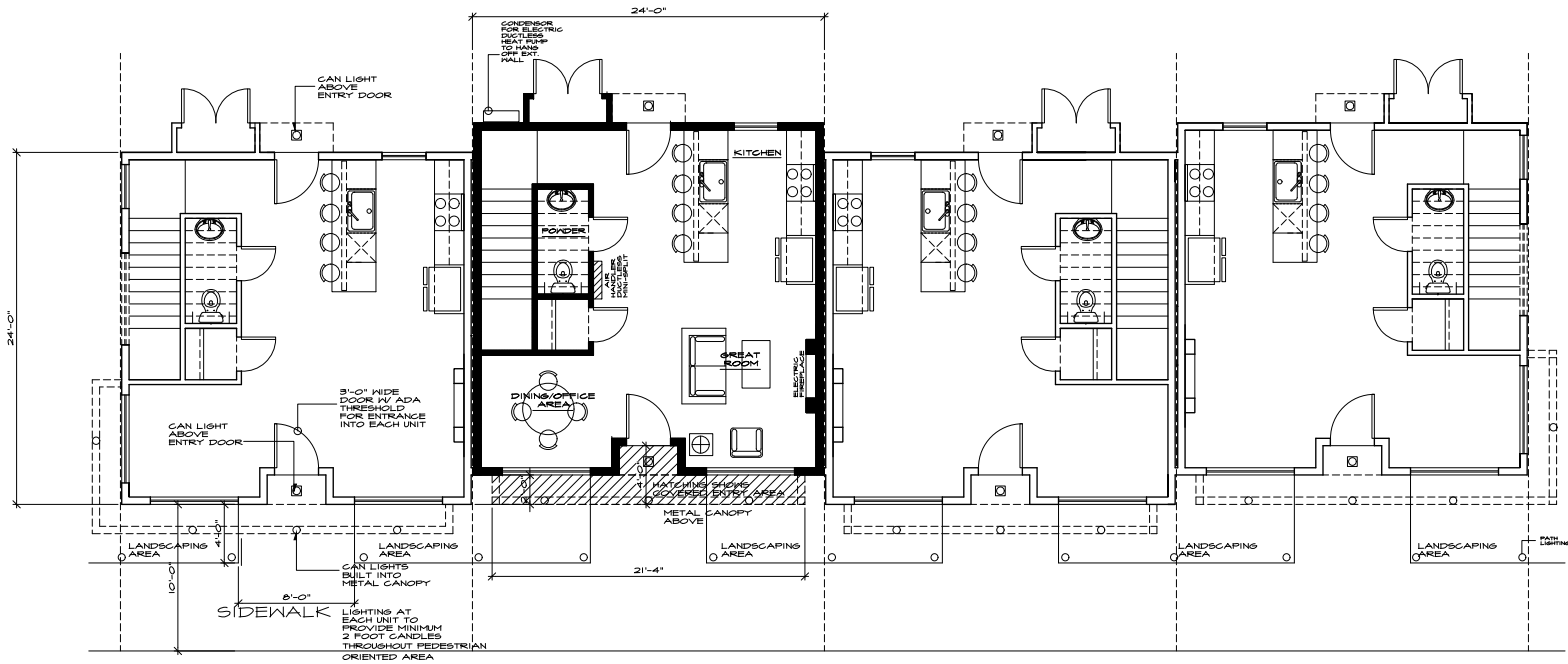 24'-0"
CONDENSOR
FOR ELECTRIC
DUCTLESS
HEAT PUMP
TO HANG
OFF EXT.
WALL
CAN LIGHT
ABOVE
ENTRY DOOR
KITCHEN
POWDER
AIR
HANDLER
DUCTLESS
MINI-SPLIT
24'-0"
GREAT
ROOM
ELECTRIC
FIREPLACE
DINING/OFFICE
AREA
3'-0" WIDE
DOOR W/ ADA
THRESHOLD
FOR ENTRANCE
INTO EACH UNIT
CAN LIGHT
ABOVE
ENTRY DOOR
4'-0"
HATCHING SHOWS
COVERED ENTRY AREA
METAL CANOPY
ABOVE
4'-0"
LANDSCAPING
AREA
LANDSCAPING
AREA
LANDSCAPING
AREA
LANDSCAPING
AREA
LANDSCAPING
AREA
PATH
LIGHTING
CAN LIGHTS
BUILT INTO
METAL CANOPY
21'-4"
10'-0"
8'-0"
SIDEWALK
LIGHTING AT
EACH UNIT TO
PROVIDE MINIMUM
2 FOOT CANDLES
THROUGHOUT PEDESTRIAN
ORIENTED AREA